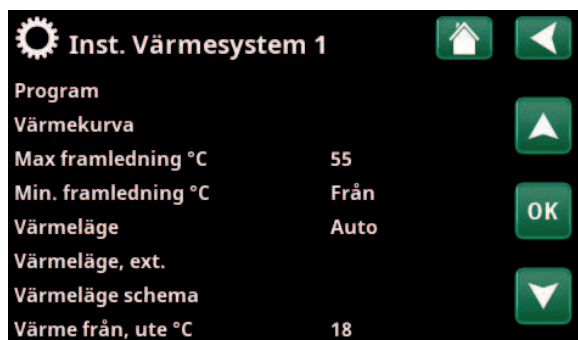 Inst. Värmesystem 1
Program
Värmekurva
Max framledning °C 55
Min. framledning °C Från
Värmeläge Auto
OK
Värmeläge, ext.
Värmeläge schema
Värme från, ute °C 18